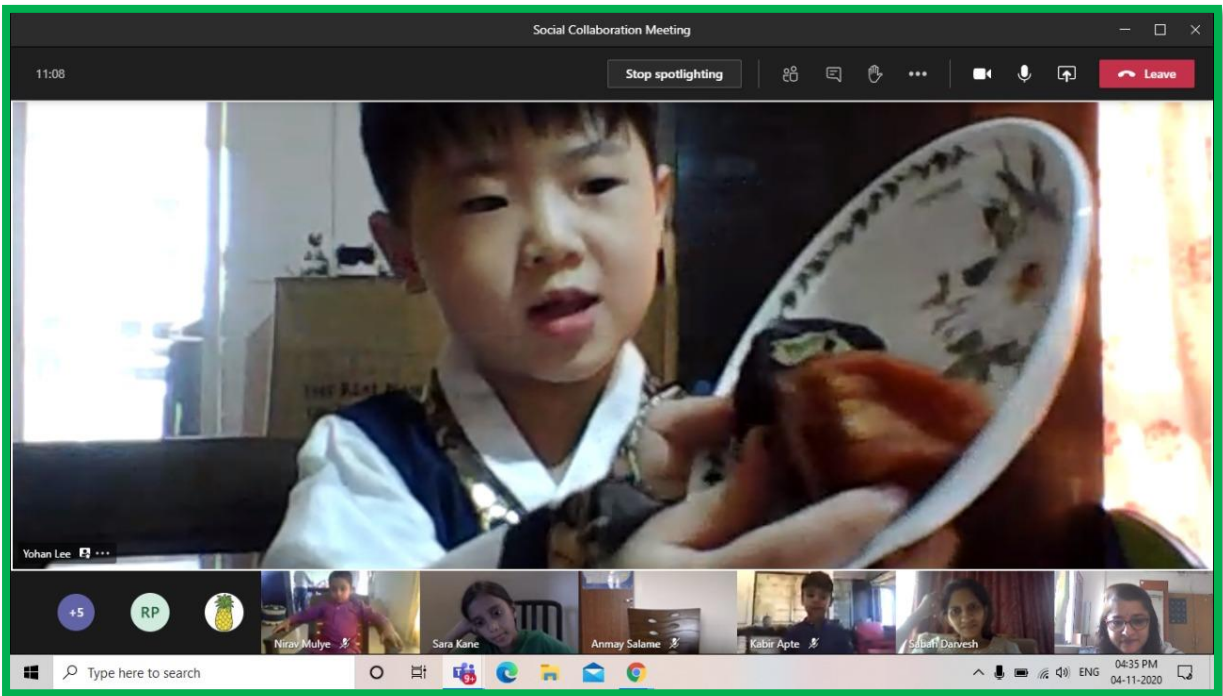 Social Collaboration Meeting
11:08
Stop spotlighting
Leave
Yohan Lee
+5
RP
Nirav Mulye
Sara Kane
Anmay Salame
Kabir Apte
Sabah Darvesh
Type here to search
9+
ENG
04:35 PM
04-11-2020